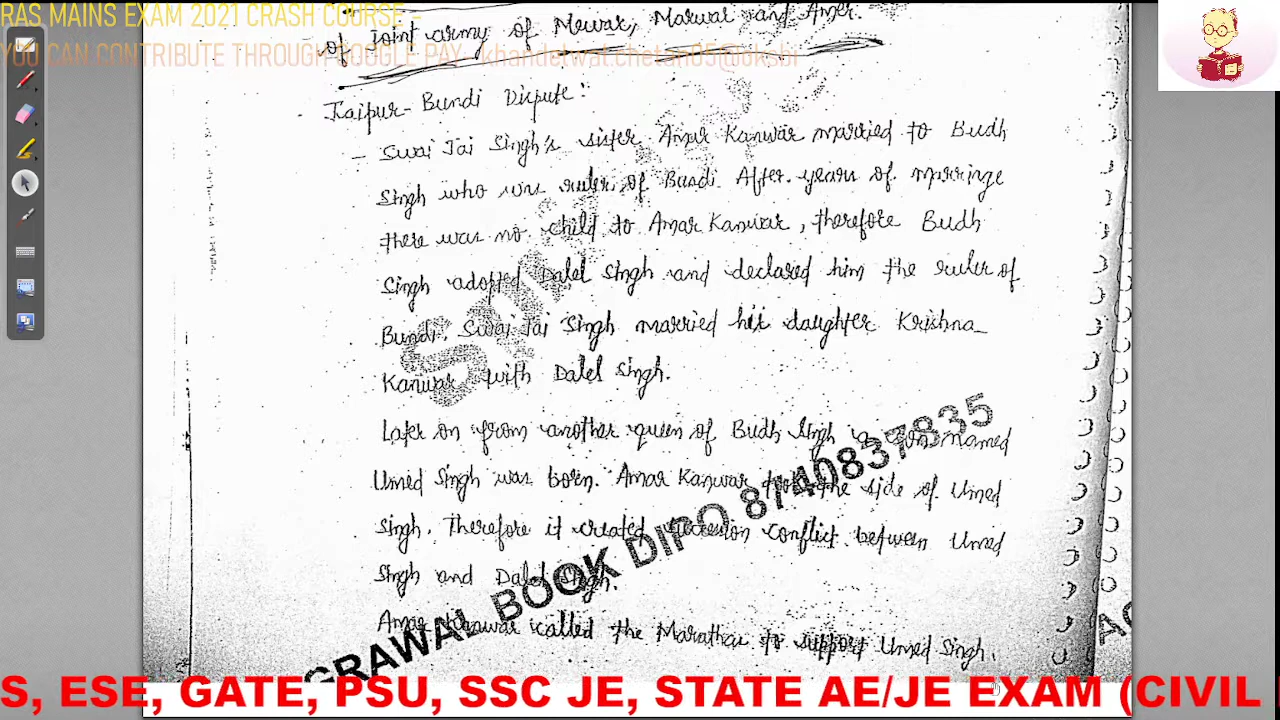 RAS MAINS EXAM 2021 CRASH COURSE -
of joint army of Mewar, Marwar and Amer.
YOU CAN CONTRIBUTE THROUGH GOOGLE PAY- khandelwal.chetan05@oksbi
Jaipur - Bundi Dispute:
- Swai Jai Singh's sister Amar Kanwar married to Budh
Singh who was ruler of Bundi After years of marriage
there was no child to Amar Kanwar, therefore Budh
Singh adopted Dalel Singh and declared him the ruler of
Bundi. Swai Jai Singh married his daughter Krishna
Kanwar with Dalel Singh.
Later on from another queen of Budh Singh a son named
Umed Singh was born. Amar Kanwar took the side of Umed
Singh. Therefore it created conflict between Umed
Singh and Dalel Singh.
Amar Kanwar called the Marathas to support Umed Singh.
GRAWAL BOOK DIPO 8740837835
S, ESE, GATE, PSU, SSC JE, STATE AE/JE EXAM (CIVIL